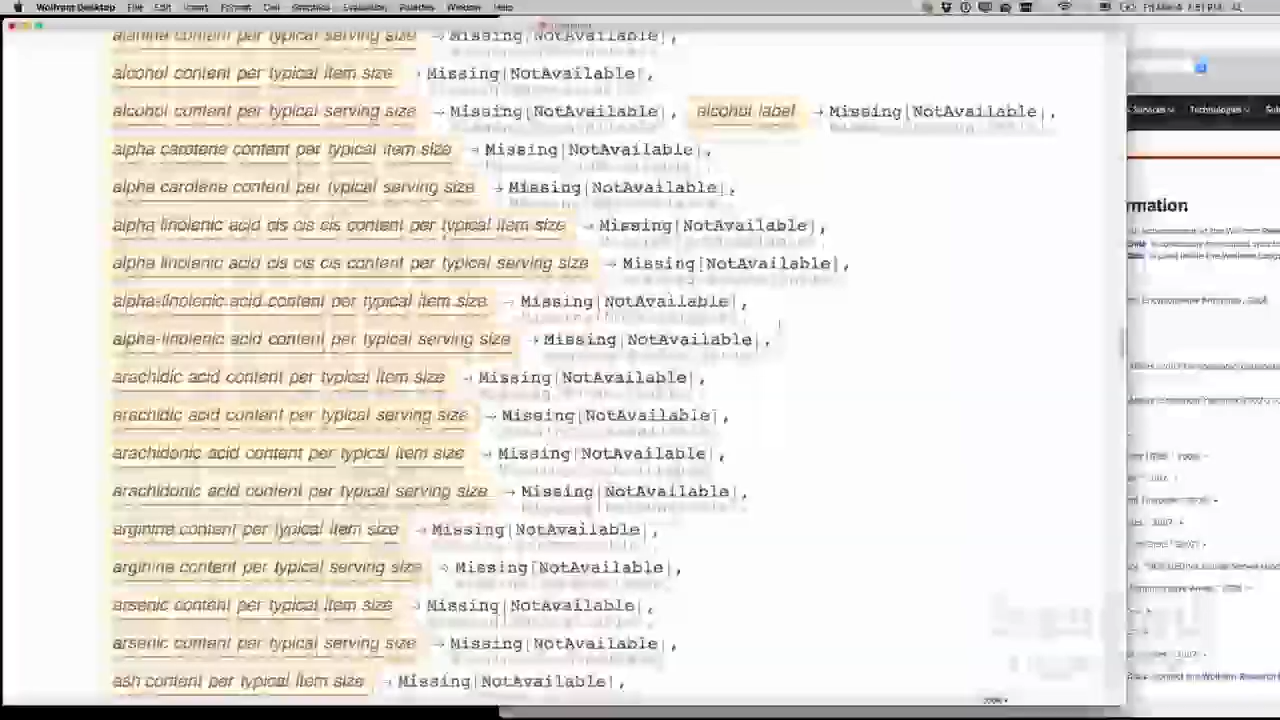 Wolfram Desktop File Edit Insert Format Cell Graphics Evaluation Palettes Window Help
alanine content per typical serving size → Missing[NotAvailable],
alcohol content per typical item size → Missing[NotAvailable],
alcohol content per typical serving size → Missing[NotAvailable], alcohol label → Missing[NotAvailable],
alpha carotene content per typical item size → Missing[NotAvailable],
alpha carotene content per typical serving size → Missing[NotAvailable],
alpha linolenic acid cis cis cis content per typical item size → Missing[NotAvailable],
alpha linolenic acid cis cis cis content per typical serving size → Missing[NotAvailable],
alpha-linolenic acid content per typical item size → Missing[NotAvailable],
alpha-linolenic acid content per typical serving size → Missing[NotAvailable],
arachidic acid content per typical item size → Missing[NotAvailable],
arachidic acid content per typical serving size → Missing[NotAvailable],
arachidonic acid content per typical item size → Missing[NotAvailable],
arachidonic acid content per typical serving size → Missing[NotAvailable],
arginine content per typical item size → Missing[NotAvailable],
arginine content per typical serving size → Missing[NotAvailable],
arsenic content per typical item size → Missing[NotAvailable],
arsenic content per typical serving size → Missing[NotAvailable],
ash content per typical item size → Missing[NotAvailable],
Services Technologies
rmation